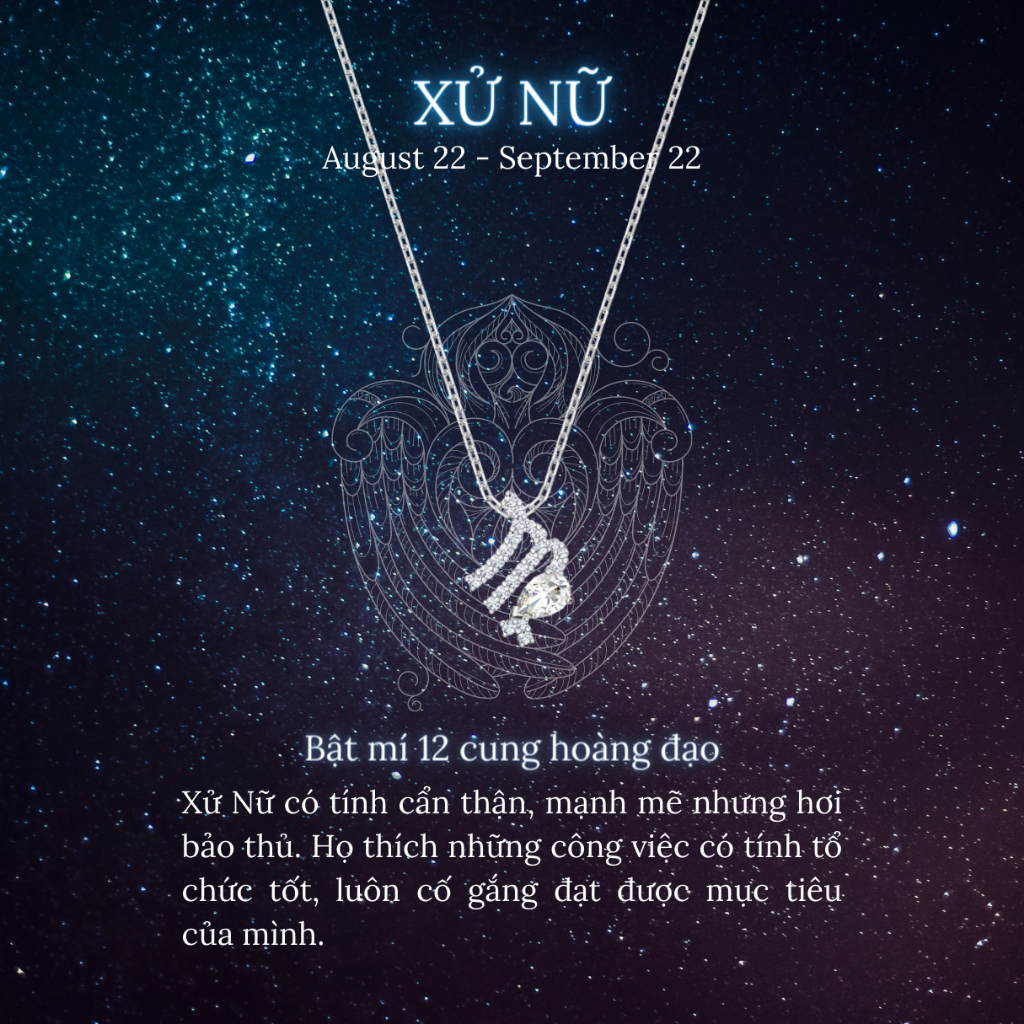 XỬ NỮ
August 22 - September 22
Bật mí 12 cung hoàng đạo
Xử Nữ có tính cẩn thận, mạnh mẽ nhưng hơi
bảo thủ. Họ thích những công việc có tính tổ
chức tốt, luôn cố gắng đạt được mục tiêu
của mình.